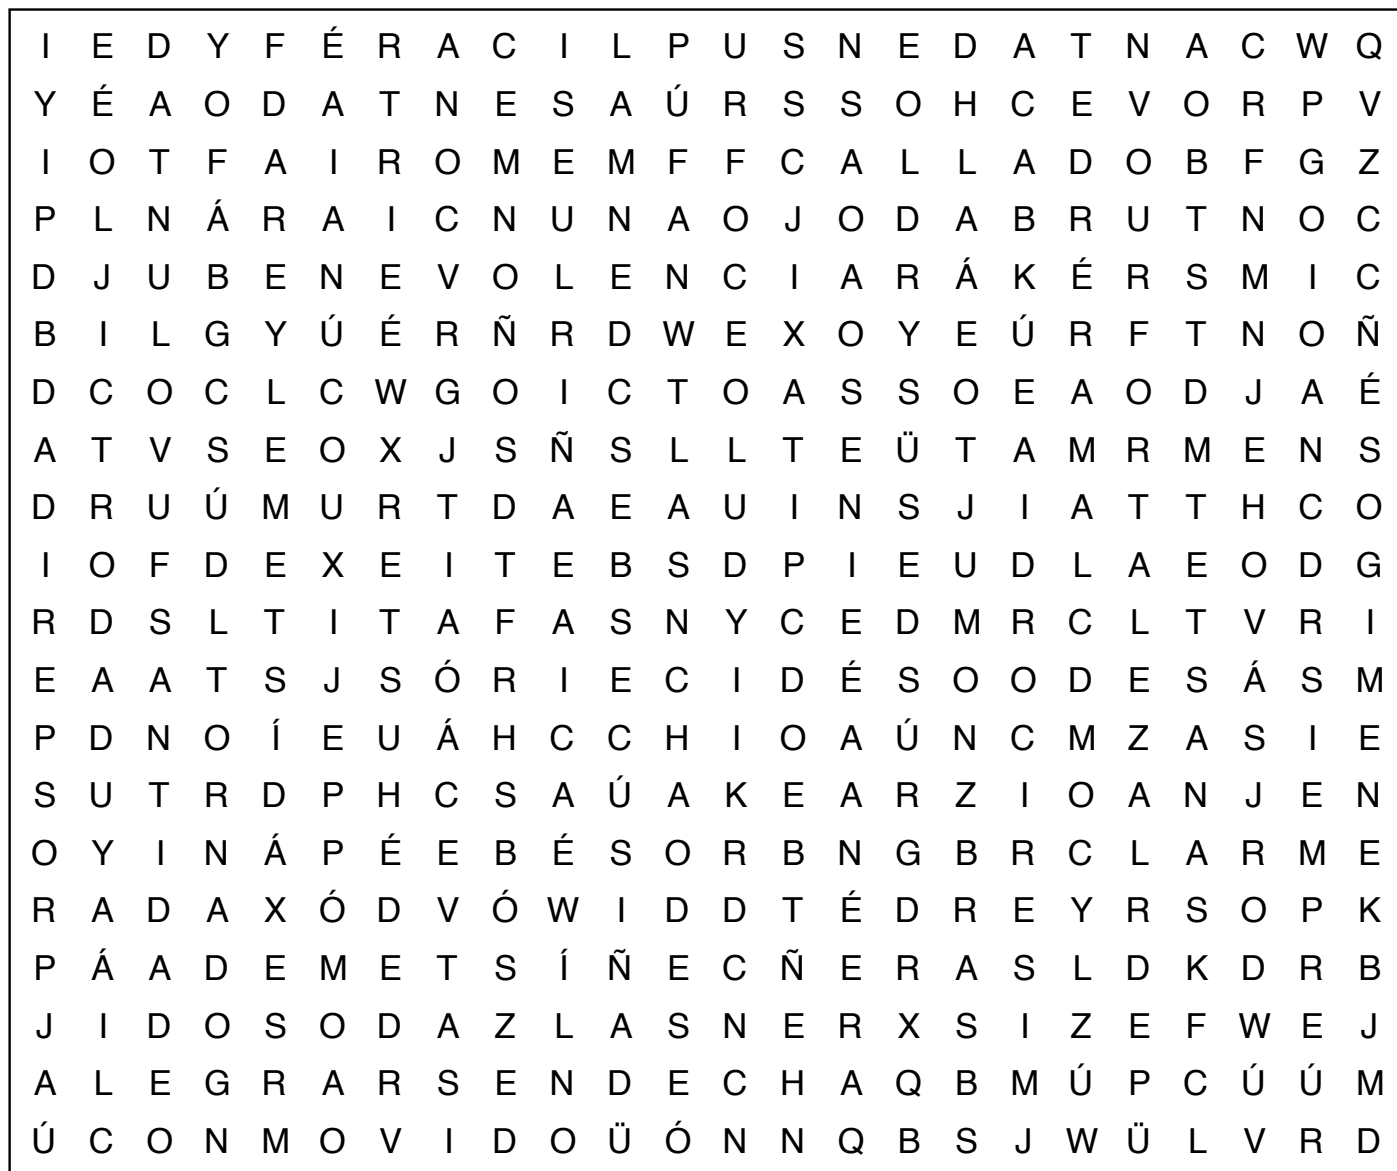 I E D Y F É R A C I L P U S N E D A T N A C W Q
Y É A O D A T N E S A Ú R S S O H C E V O R P V
I O T F A I R O M E M F F C A L L A D O B F G Z
P L N Á R A I C N U N A O J O D A B R U T N O C
D J U B E N E V O L E N C I A R Á K É R S M I C
B I L G Y Ú É R Ñ R D W E X O Y E Ú R F T N O Ñ
D C O C L C W G O I C T O A S S O E A O D J A É
A T V S E O X J S Ñ S L L T E Ü T A M R M E N S
D R U Ú M U R T D A E A U I N S J I A T T H C O
I O F D E X E I T E B S D P I E U D L A E O D G
R D S L T I T A F A S N Y C E D M R C L T V R I
E A A T S J S Ó R I E C I D É S O O D E S Á S M
P D N O Í E U Á H C C H I O A Ú N C M Z A S I E
S U T R D P H C S A Ú A K E A R Z I O A N J E N
O Y I N Á P É E B É S O R B N G B R C L A R M E
R A D A X Ó D V Ó W I D D T É D R E Y R S O P K
P Á A D E M E T S Í Ñ E C Ñ E R A S L D K D R B
J I D O S O D A Z L A S N E R X S I Z E F W E J
A L E G R A R S E N D E C H A Q B M Ú P C Ú Ú M
Ú C O N M O V I D O Ü Ó N N Q B S J W Ü L V R D